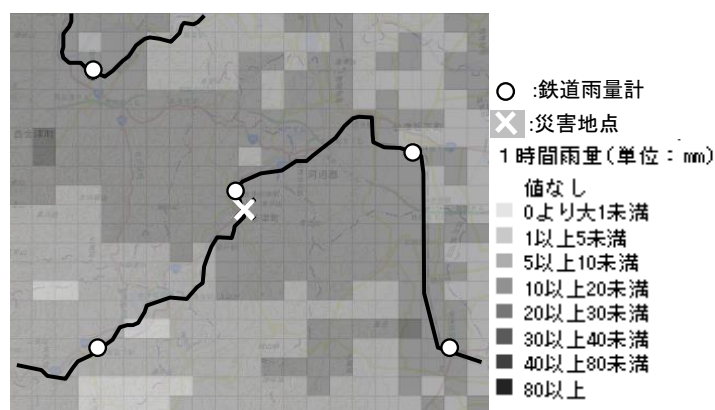 :鉄道雨量計
:災害地点
1時間雨量(単位：mm)
値なし
0より大1未満
1以上5未満
5以上10未満
10以上20未満
20以上30未満
30以上40未満
40以上80未満
80以上